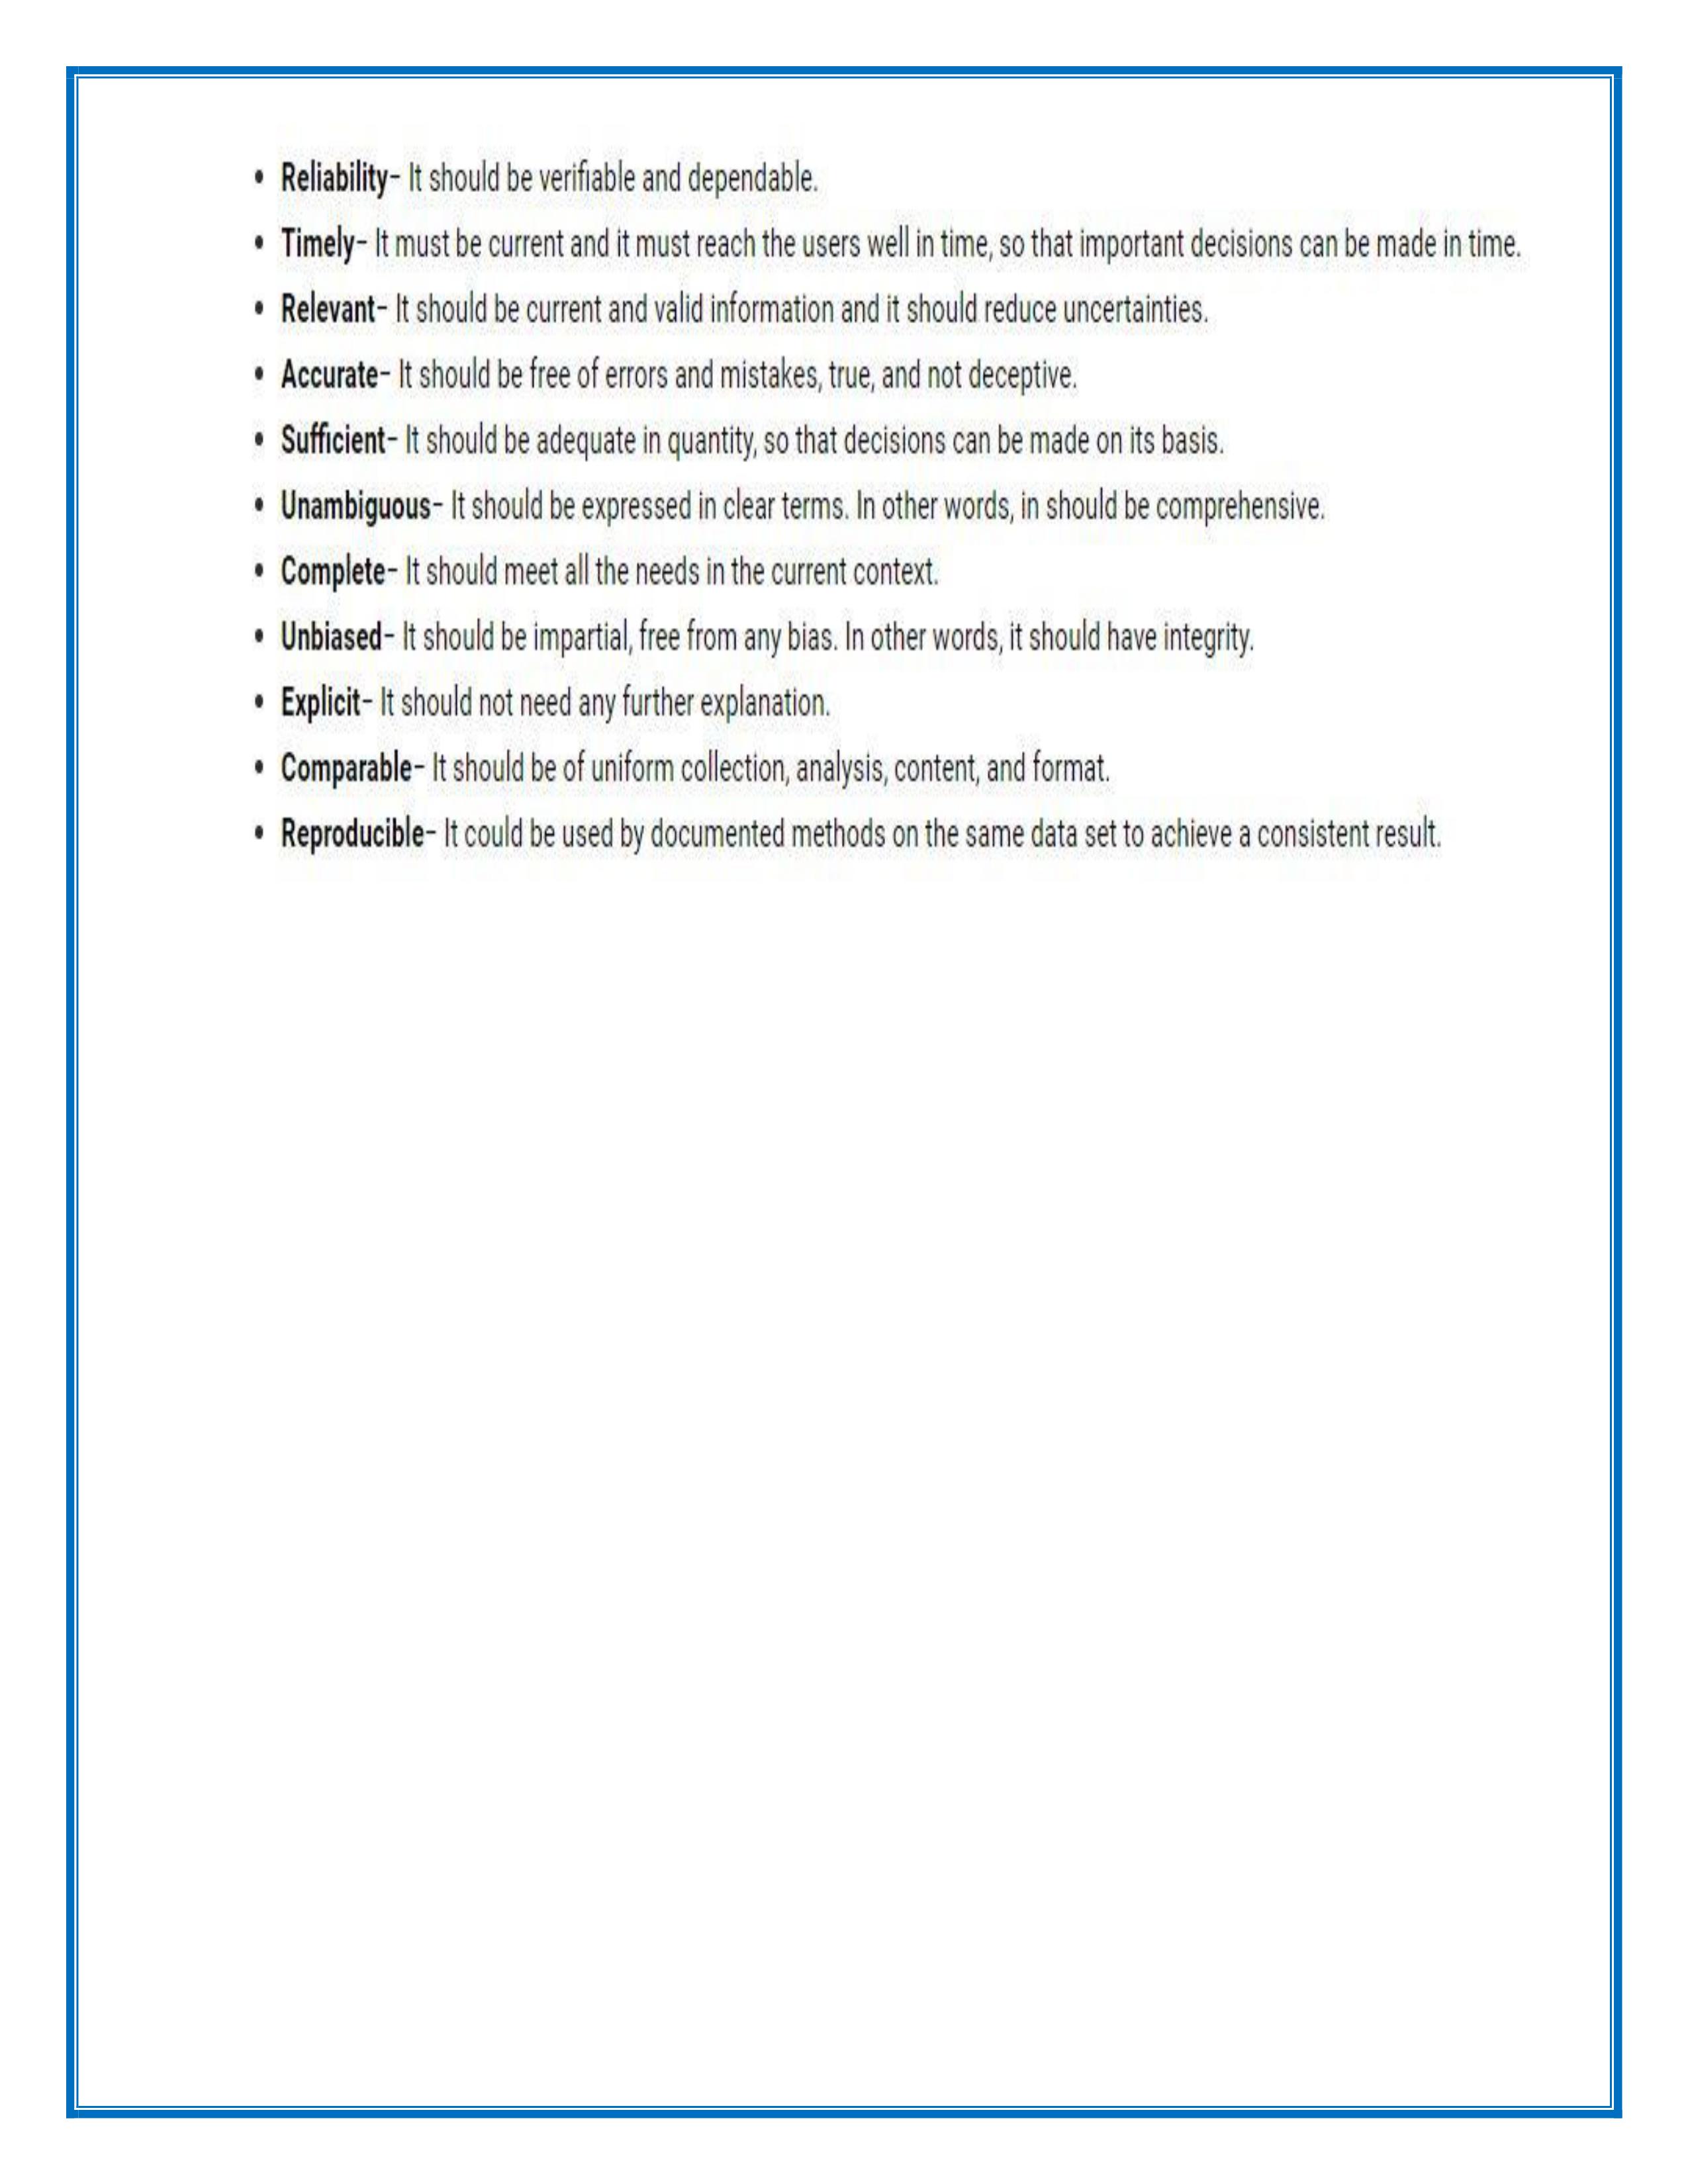 • Reliability- It should be verifiable and dependable.
• Timely- It must be current and it must reach the users well in time, so that important decisions can be made in time.
• Relevant- It should be current and valid information and it should reduce uncertainties.
• Accurate- It should be free of errors and mistakes, true, and not deceptive.
• Sufficient- It should be adequate in quantity, so that decisions can be made on its basis.
• Unambiguous- It should be expressed in clear terms. In other words, in should be comprehensive.
• Complete- It should meet all the needs in the current context.
• Unbiased- It should be impartial, free from any bias. In other words, it should have integrity.
• Explicit- It should not need any further explanation.
• Comparable- It should be of uniform collection, analysis, content, and format.
• Reproducible- It could be used by documented methods on the same data set to achieve a consistent result.